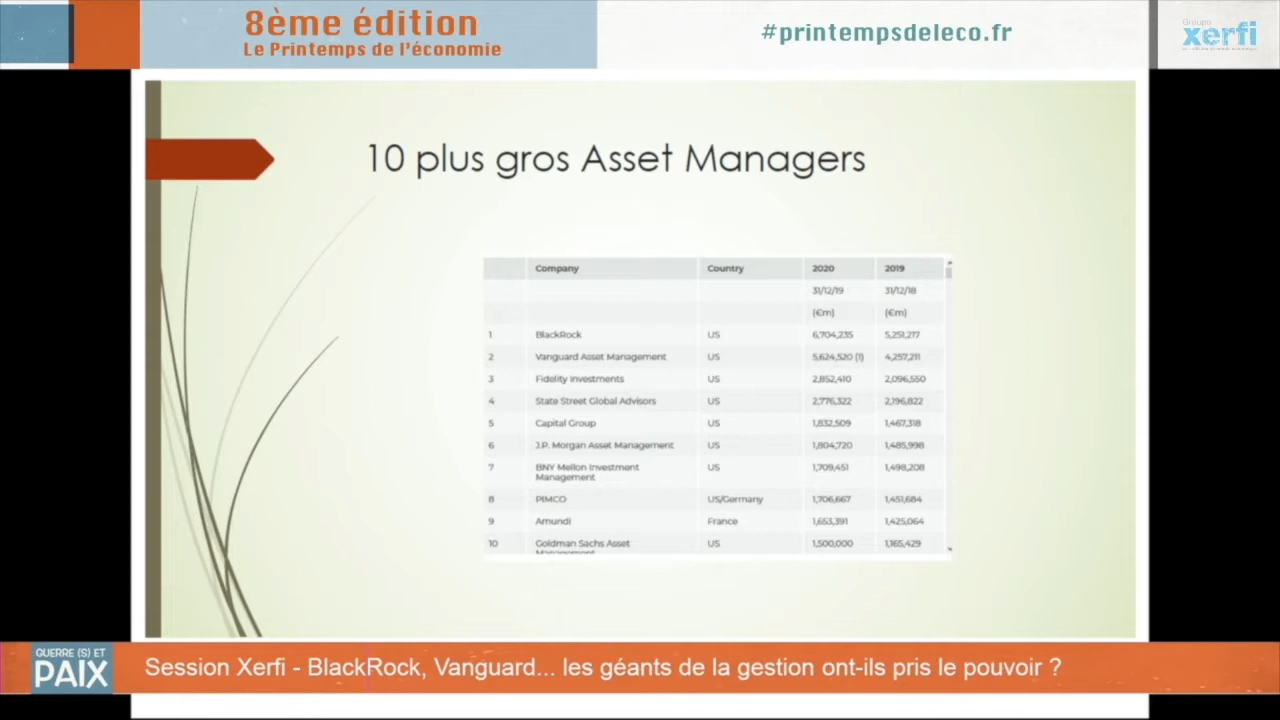 8ème édition
Le Printemps de l'économie
#printempsdeleco.fr
Groupe
xerfi
10 plus gros Asset Managers
Company Country 2020 2019
31/12/19 31/12/18
(€m) (€m)
1 BlackRock US 6,704,235 5,251,217
2 Vanguard Asset Management US 5,624,520 (1) 4,257,211
3 Fidelity Investments US 2,852,410 2,096,550
4 State Street Global Advisors US 2,776,322 2,196,822
5 Capital Group US 1,832,509 1,467,318
6 J.P. Morgan Asset Management US 1,804,720 1,485,998
7 BNY Mellon Investment US 1,709,451 1,498,208
Management
8 PIMCO US/Germany 1,706,667 1,451,684
9 Amundi France 1,653,391 1,425,064
10 Goldman Sachs Asset US 1,500,000 1,165,429
Management
GUERRE (S) ET
PAIX
Session Xerfi - BlackRock, Vanguard... les géants de la gestion ont-ils pris le pouvoir ?